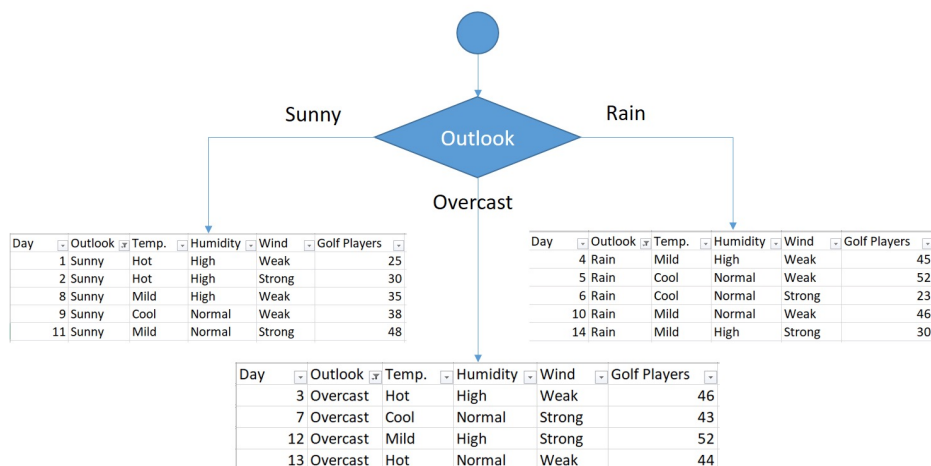 Sunny
Rain
Outlook
Overcast
Day Outlook Temp. Humidity Wind Golf Players
1 Sunny Hot High Weak 25
2 Sunny Hot High Strong 30
8 Sunny Mild High Weak 35
9 Sunny Cool Normal Weak 38
11 Sunny Mild Normal Strong 48
Day Outlook Temp. Humidity Wind Golf Players
4 Rain Mild High Weak 45
5 Rain Cool Normal Weak 52
6 Rain Cool Normal Strong 23
10 Rain Mild Normal Weak 46
14 Rain Mild High Strong 30
Day Outlook Temp. Humidity Wind Golf Players
3 Overcast Hot High Weak 46
7 Overcast Cool Normal Strong 43
12 Overcast Mild High Strong 52
13 Overcast Hot Normal Weak 44